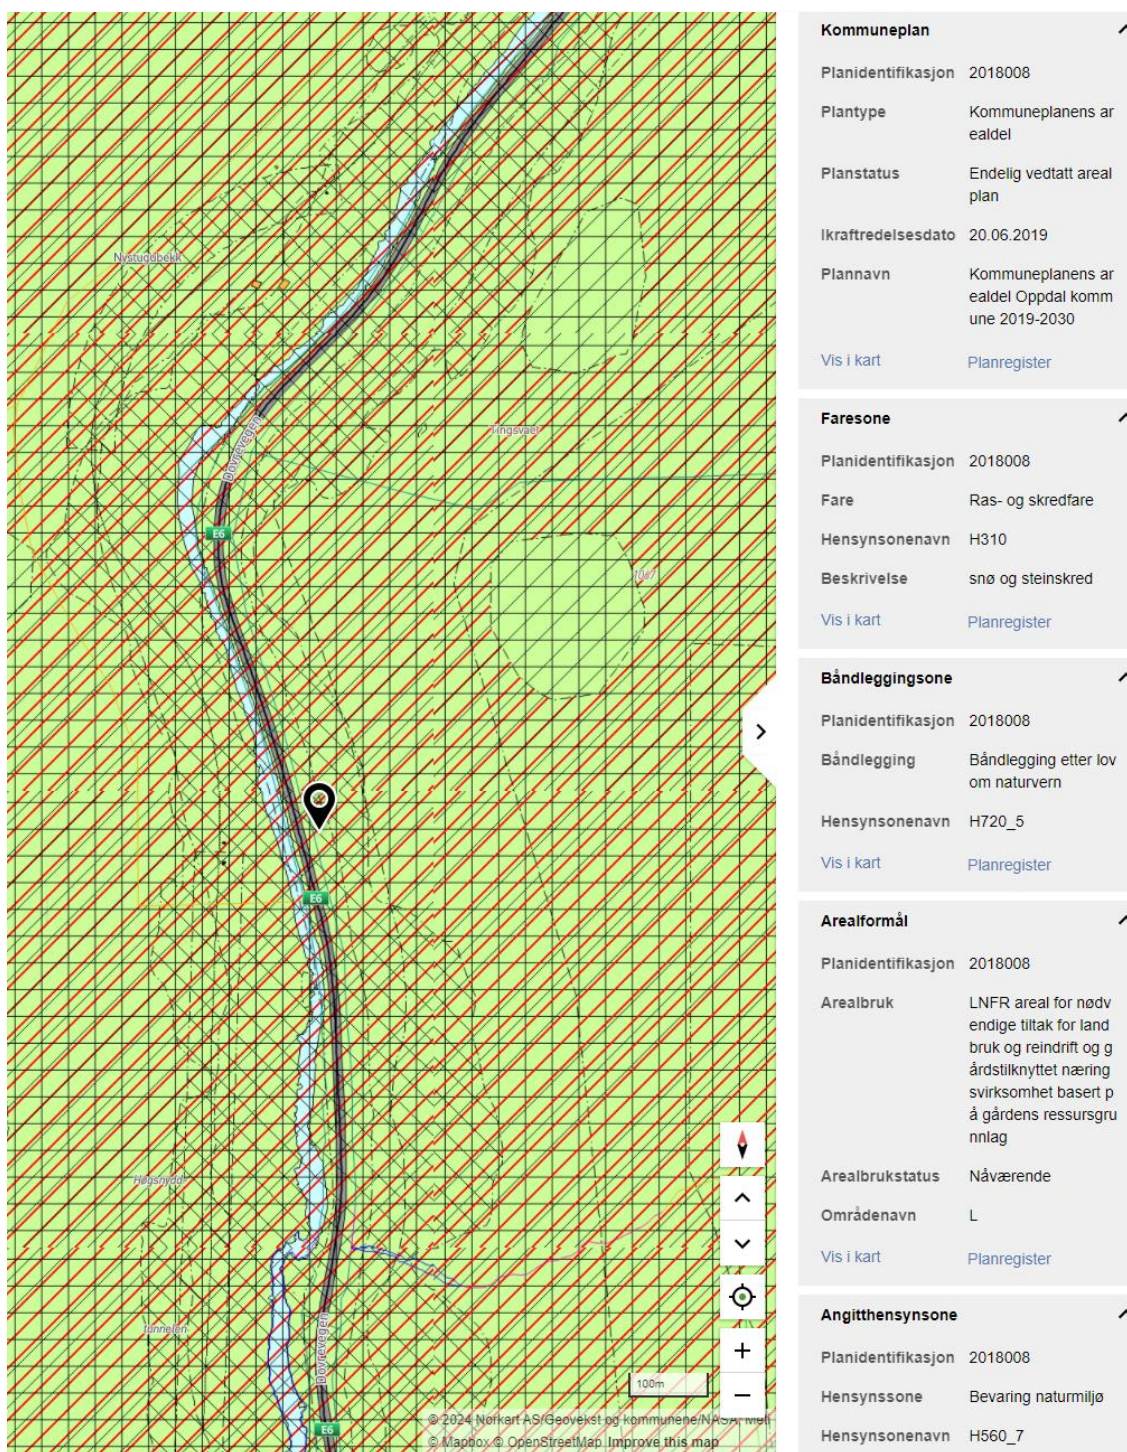 Nystugubekk
Dovrevegen
E6
Tingsvaet
1067
E6
Høgsnydd
tunnelen
Dovrevegen
E6
100m
© 2024 Norkart AS/Geovekst og kommunene/NASA, Meti
© Mapbox © OpenStreetMap Improve this map
Kommuneplan
Planidentifikasjon 2018008
Plantype Kommuneplanens ar
ealdel
Planstatus Endelig vedtatt areal
plan
Ikraftredelsesdato 20.06.2019
Plannavn Kommuneplanens ar
ealdel Oppdal komm
une 2019-2030
Vis i kart Planregister
Faresone
Planidentifikasjon 2018008
Fare Ras- og skredfare
Hensynsonenavn H310
Beskrivelse snø og steinskred
Vis i kart Planregister
Båndleggingsone
Planidentifikasjon 2018008
Båndlegging Båndlegging etter lov
om naturvern
Hensynsonenavn H720_5
Vis i kart Planregister
Arealformål
Planidentifikasjon 2018008
Arealbruk LNFR areal for nødv
endige tiltak for land
bruk og reindrift og g
årdstilknyttet næring
svirksomhet basert p
å gårdens ressursgru
nnlag
Arealbrukstatus Nåværende
Områdenavn L
Vis i kart Planregister
Angitthensynsone
Planidentifikasjon 2018008
Hensynssone Bevaring naturmiljø
Hensynsonenavn H560_7